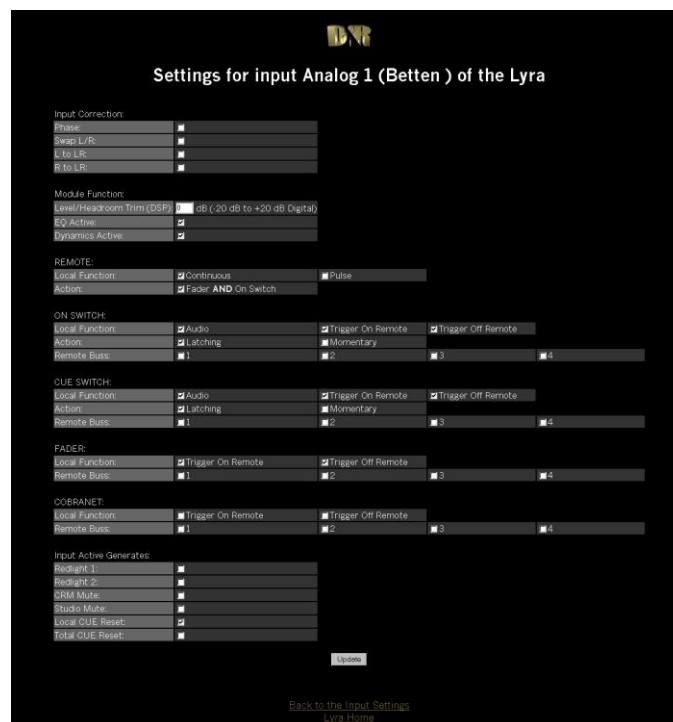 D&R
Settings for input Analog 1 (Betten ) of the Lyra
Input Correction:
Phase:
Swap L/R:
L to LR:
R to LR:
Module Function:
Level/Headroom Trim (DSP) 0 dB (-20 dB to +20 dB Digital)
EQ Active:
Dynamics Active:
REMOTE:
Local Function: Continuous Pulse
Action: Fader AND On Switch
ON SWITCH:
Local Function: Audio Trigger On Remote Trigger Off Remote
Action: Latching Momentary
Remote Buss: 1 2 3 4
CUE SWITCH:
Local Function: Audio Trigger On Remote Trigger Off Remote
Action: Latching Momentary
Remote Buss: 1 2 3 4
FADER:
Local Function: Trigger On Remote Trigger Off Remote
Remote Buss: 1 2 3 4
COBRANET:
Local Function: Trigger On Remote Trigger Off Remote
Remote Buss: 1 2 3 4
Input Active Generates:
Redlight 1:
Redlight 2:
CRM Mute:
Studio Mute:
Local CUE Reset:
Total CUE Reset:
Update
Back to the Input Settings
Lyra Home